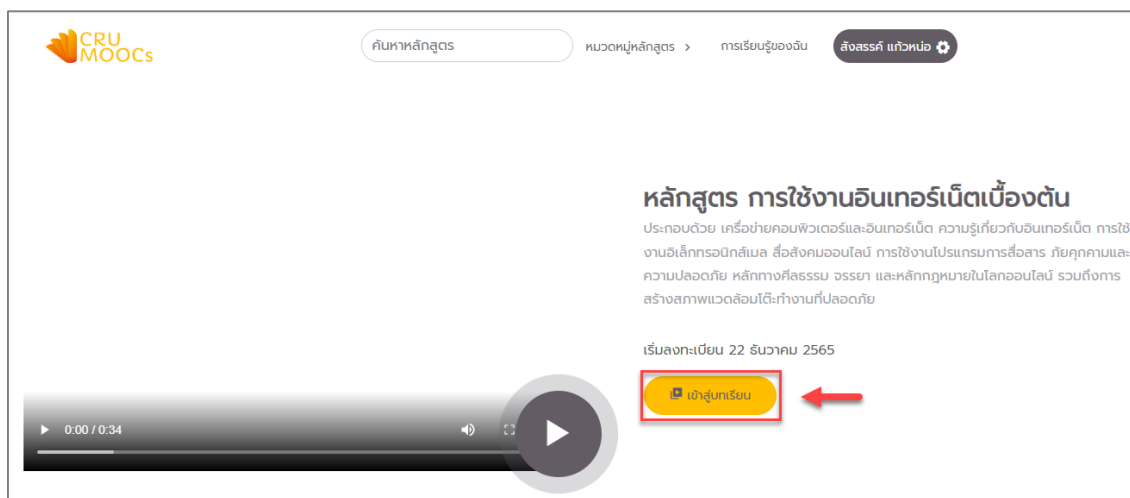 CRU
MOOCs
ค้นหาหลักสูตร
หมวดหมู่หลักสูตร
การเรียนรู้ของฉัน
สังสรรค์ แก้วหน่อ
หลักสูตร การใช้งานอินเทอร์เน็ตเบื้องต้น
ประกอบด้วย เครื่อข่ายคอมพิวเตอร์และอินเทอร์เน็ต ความรู้เกี่ยวกับอินเทอร์เน็ต การใช้
งานอิเล็กทรอนิกส์เมล สื่อสังคมออนไลน์ การใช้งานโปรแกรมการสื่อสาร ภัยคุกคามและ
ความปลอดภัย หลักทางศีลธรรม จรรยา และหลักกฎหมายในโลกออนไลน์ รวมถึงการ
สร้างสภาพแวดล้อมโต๊ะทำงานที่ปลอดภัย
เริ่มลงทะเบียน 22 ธันวาคม 2565
เข้าสู่บทเรียน
0:00 / 0:34